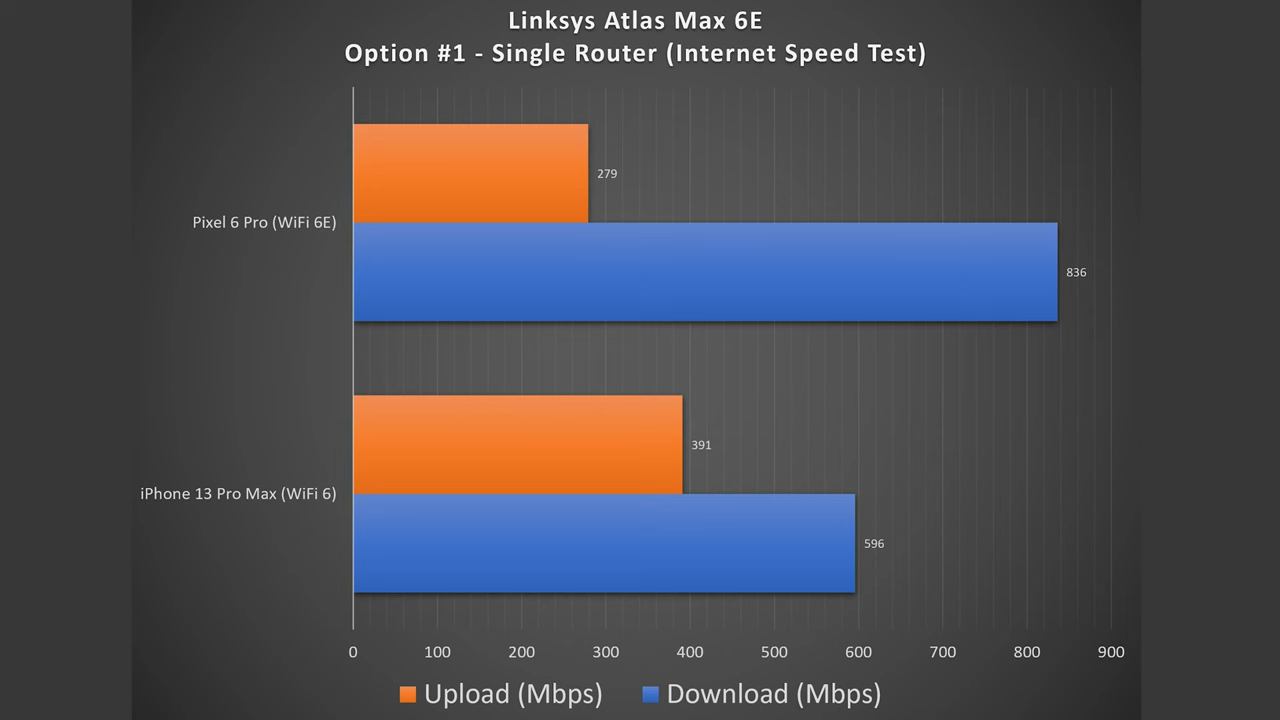 Linksys Atlas Max 6E
Option #1 - Single Router (Internet Speed Test)
279
Pixel 6 Pro (WiFi 6E)
836
391
iPhone 13 Pro Max (WiFi 6)
596
0 100 200 300 400 500 600 700 800 900
Upload (Mbps) Download (Mbps)